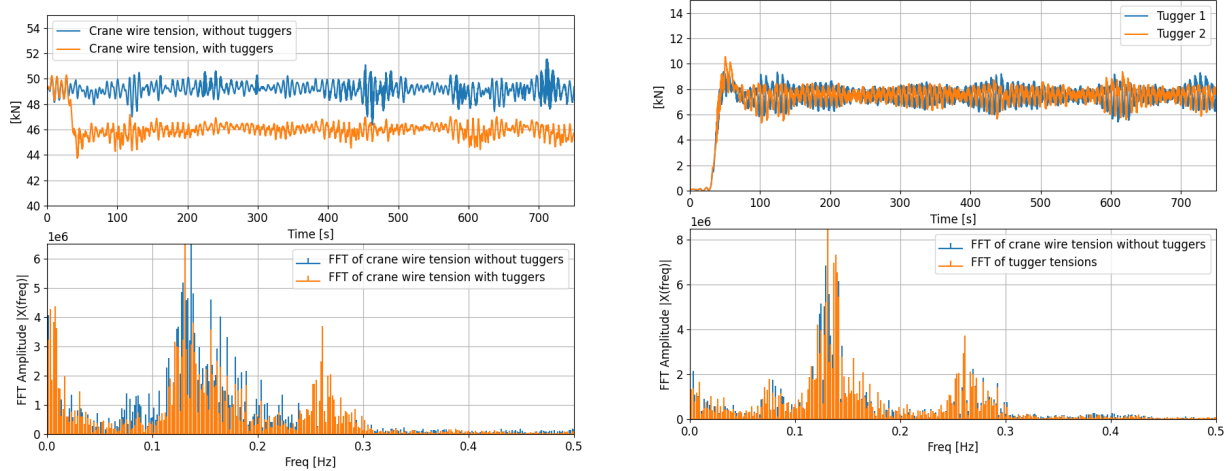 54
52
50
48
46
44
42
40
[kN]
Crane wire tension, without tuggers
Crane wire tension, with tuggers
0 100 200 300 400 500 600 700
Time [s]
1e6
6
5
4
3
2
1
0
FFT Amplitude |X(freq)|
FFT of crane wire tension without tuggers
FFT of crane wire tension with tuggers
0.0 0.1 0.2 0.3 0.4 0.5
Freq [Hz]
14
12
10
8
6
4
2
0
[kN]
Tugger 1
Tugger 2
0 100 200 300 400 500 600 700
Time [s]
1e6
8
6
4
2
0
FFT Amplitude |X(freq)|
FFT of crane wire tension without tuggers
FFT of tugger tensions
0.0 0.1 0.2 0.3 0.4 0.5
Freq [Hz]